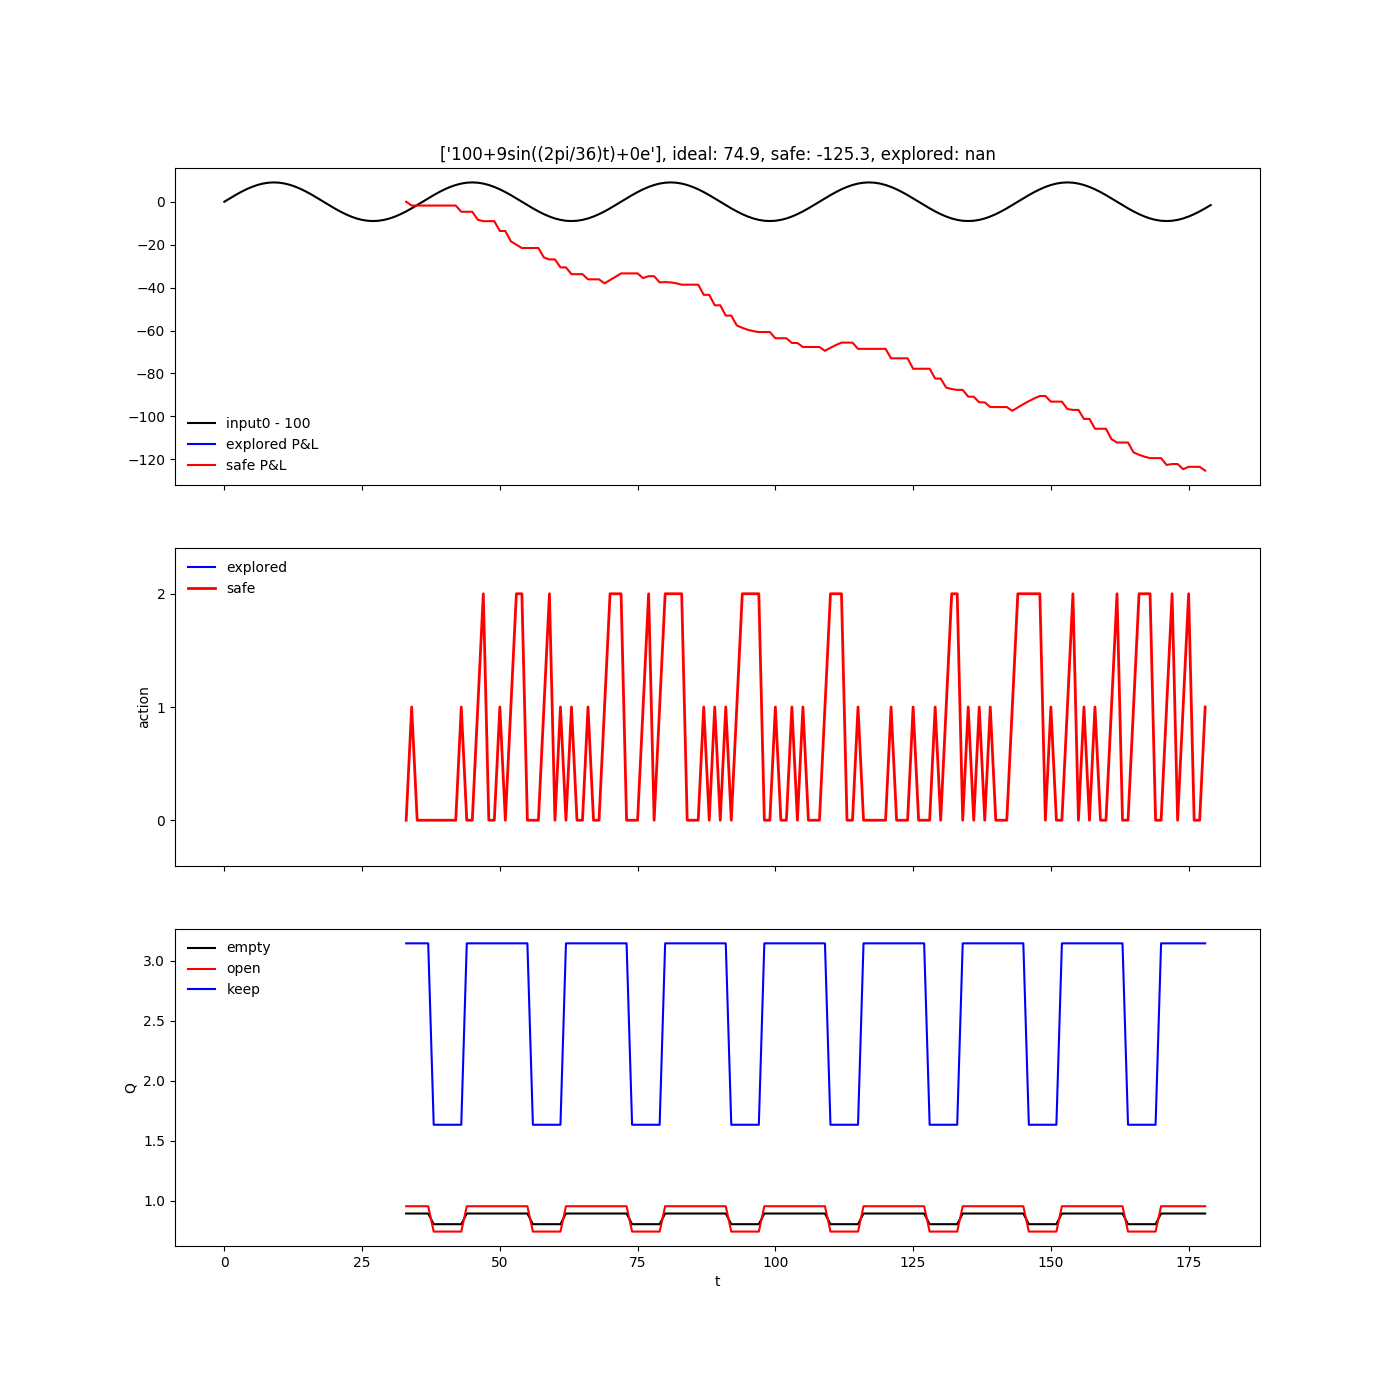 ['100+9sin((2pi/36)t)+0e'], ideal: 74.9, safe: -125.3, explored: nan
0
−20
−40
−60
−80
−100
−120
input0 - 100
explored P&L
safe P&L
explored
safe
2
1
0
action
empty
open
keep
3.0
2.5
2.0
1.5
1.0
Q
0 25 50 75 100 125 150 175
t